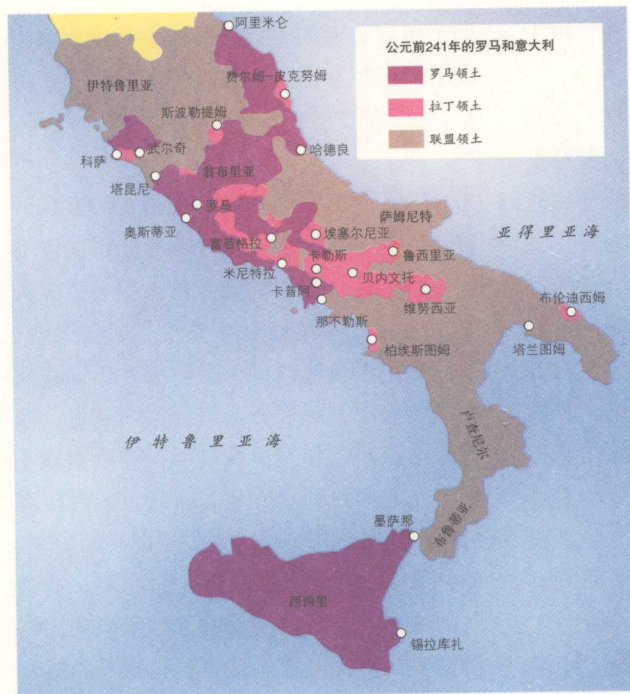 公元前241年的罗马和意大利
罗马领土
拉丁领土
联盟领土
阿里米仑
伊特鲁里亚
费尔姆-皮克努姆
斯波勒提姆
科萨
武尔奇
哈德良
塔昆尼
翁布里亚
罗马
奥斯蒂亚
萨姆尼特
亚得里亚海
富若格拉
埃塞尔尼亚
鲁西里亚
米尼特拉
卡勒斯
贝内文托
卡普阿
维努西亚
布伦迪西姆
那不勒斯
柏埃斯图姆
塔兰图姆
伊特鲁里亚海
卢查尼尔
布鲁蒂亚
墨萨那
西西里
锡拉库扎